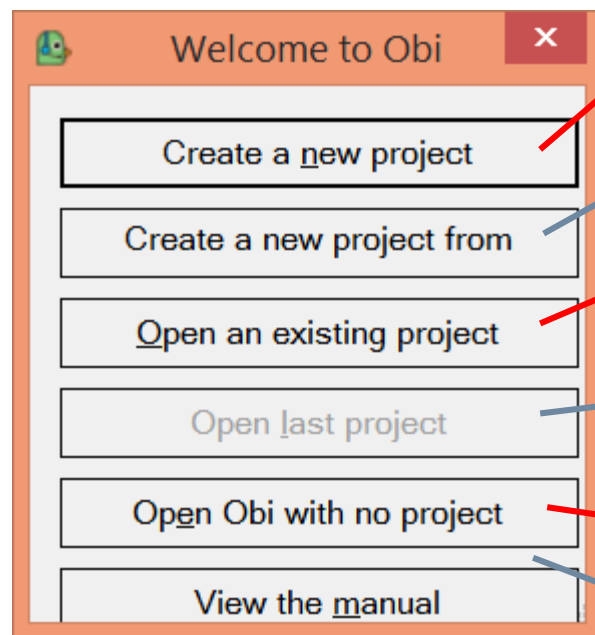 Welcome to Obi
Create a new project
Create a new project from
Open an existing project
Open last project
Open Obi with no project
View the manual